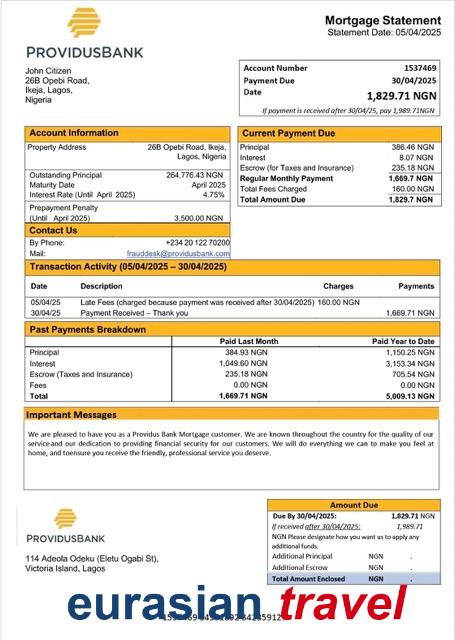 Mortgage Statement
Statement Date: 05/04/2025
PROVIDUSBANK
John Citizen
26B Opebi Road,
Ikeja, Lagos,
Nigeria
Account Number 1537469
Payment Due 30/04/2025
Date 1,829.71 NGN
If payment is received after 30/04/25, pay 1,989.71NGN
Account Information
Property Address 26B Opebi Road, Ikeja,
Lagos, Nigeria
Outstanding Principal 264,776.43 NGN
Maturity Date April 2025
Interest Rate (Until April 2025) 4.75%
Prepayment Penalty
(Until April 2025) 3,500.00 NGN
Contact Us
By Phone: +234 20 122 70200
Mail: frauddesk@providusbank.com
Current Payment Due
Principal 386.46 NGN
Interest 8.07 NGN
Escrow (for Taxes and Insurance) 235.18 NGN
Regular Monthly Payment 1,669.7 NGN
Total Fees Charged 160.00 NGN
Total Amount Due 1,829.7 NGN
Transaction Activity (05/04/2025 – 30/04/2025)
Date Description Charges Payments
05/04/25 Late Fees (charged because payment was received after 30/04/2025) 160.00 NGN
30/04/25 Payment Received – Thank you 1,669.71 NGN
Past Payments Breakdown
Paid Last Month Paid Year to Date
Principal 384.93 NGN 1,150.25 NGN
Interest 1,049.60 NGN 3,153.34 NGN
Escrow (Taxes and Insurance) 235.18 NGN 705.54 NGN
Fees 0.00 NGN 0.00 NGN
Total 1,669.71 NGN 5,009.13 NGN
Important Messages
We are pleased to have you as a Providus Bank Mortgage customer. We are known throughout the country for the quality of our
service and our dedication to providing financial security for our customers. We will do everything we can to make you feel at
home, and toensure you receive the friendly, professional service you deserve.
PROVIDUSBANK
114 Adeola Odeku (Eletu Ogabi St),
Victoria Island, Lagos
Amount Due
Due By 30/04/2025: 1,829.71 NGN
If received after 30/04/2025: 1,989.71
NGN Please designate how you want us to apply any
additional funds.
Additional Principal NGN .
Additional Escrow NGN .
Total Amount Enclosed NGN .
eurasian travel